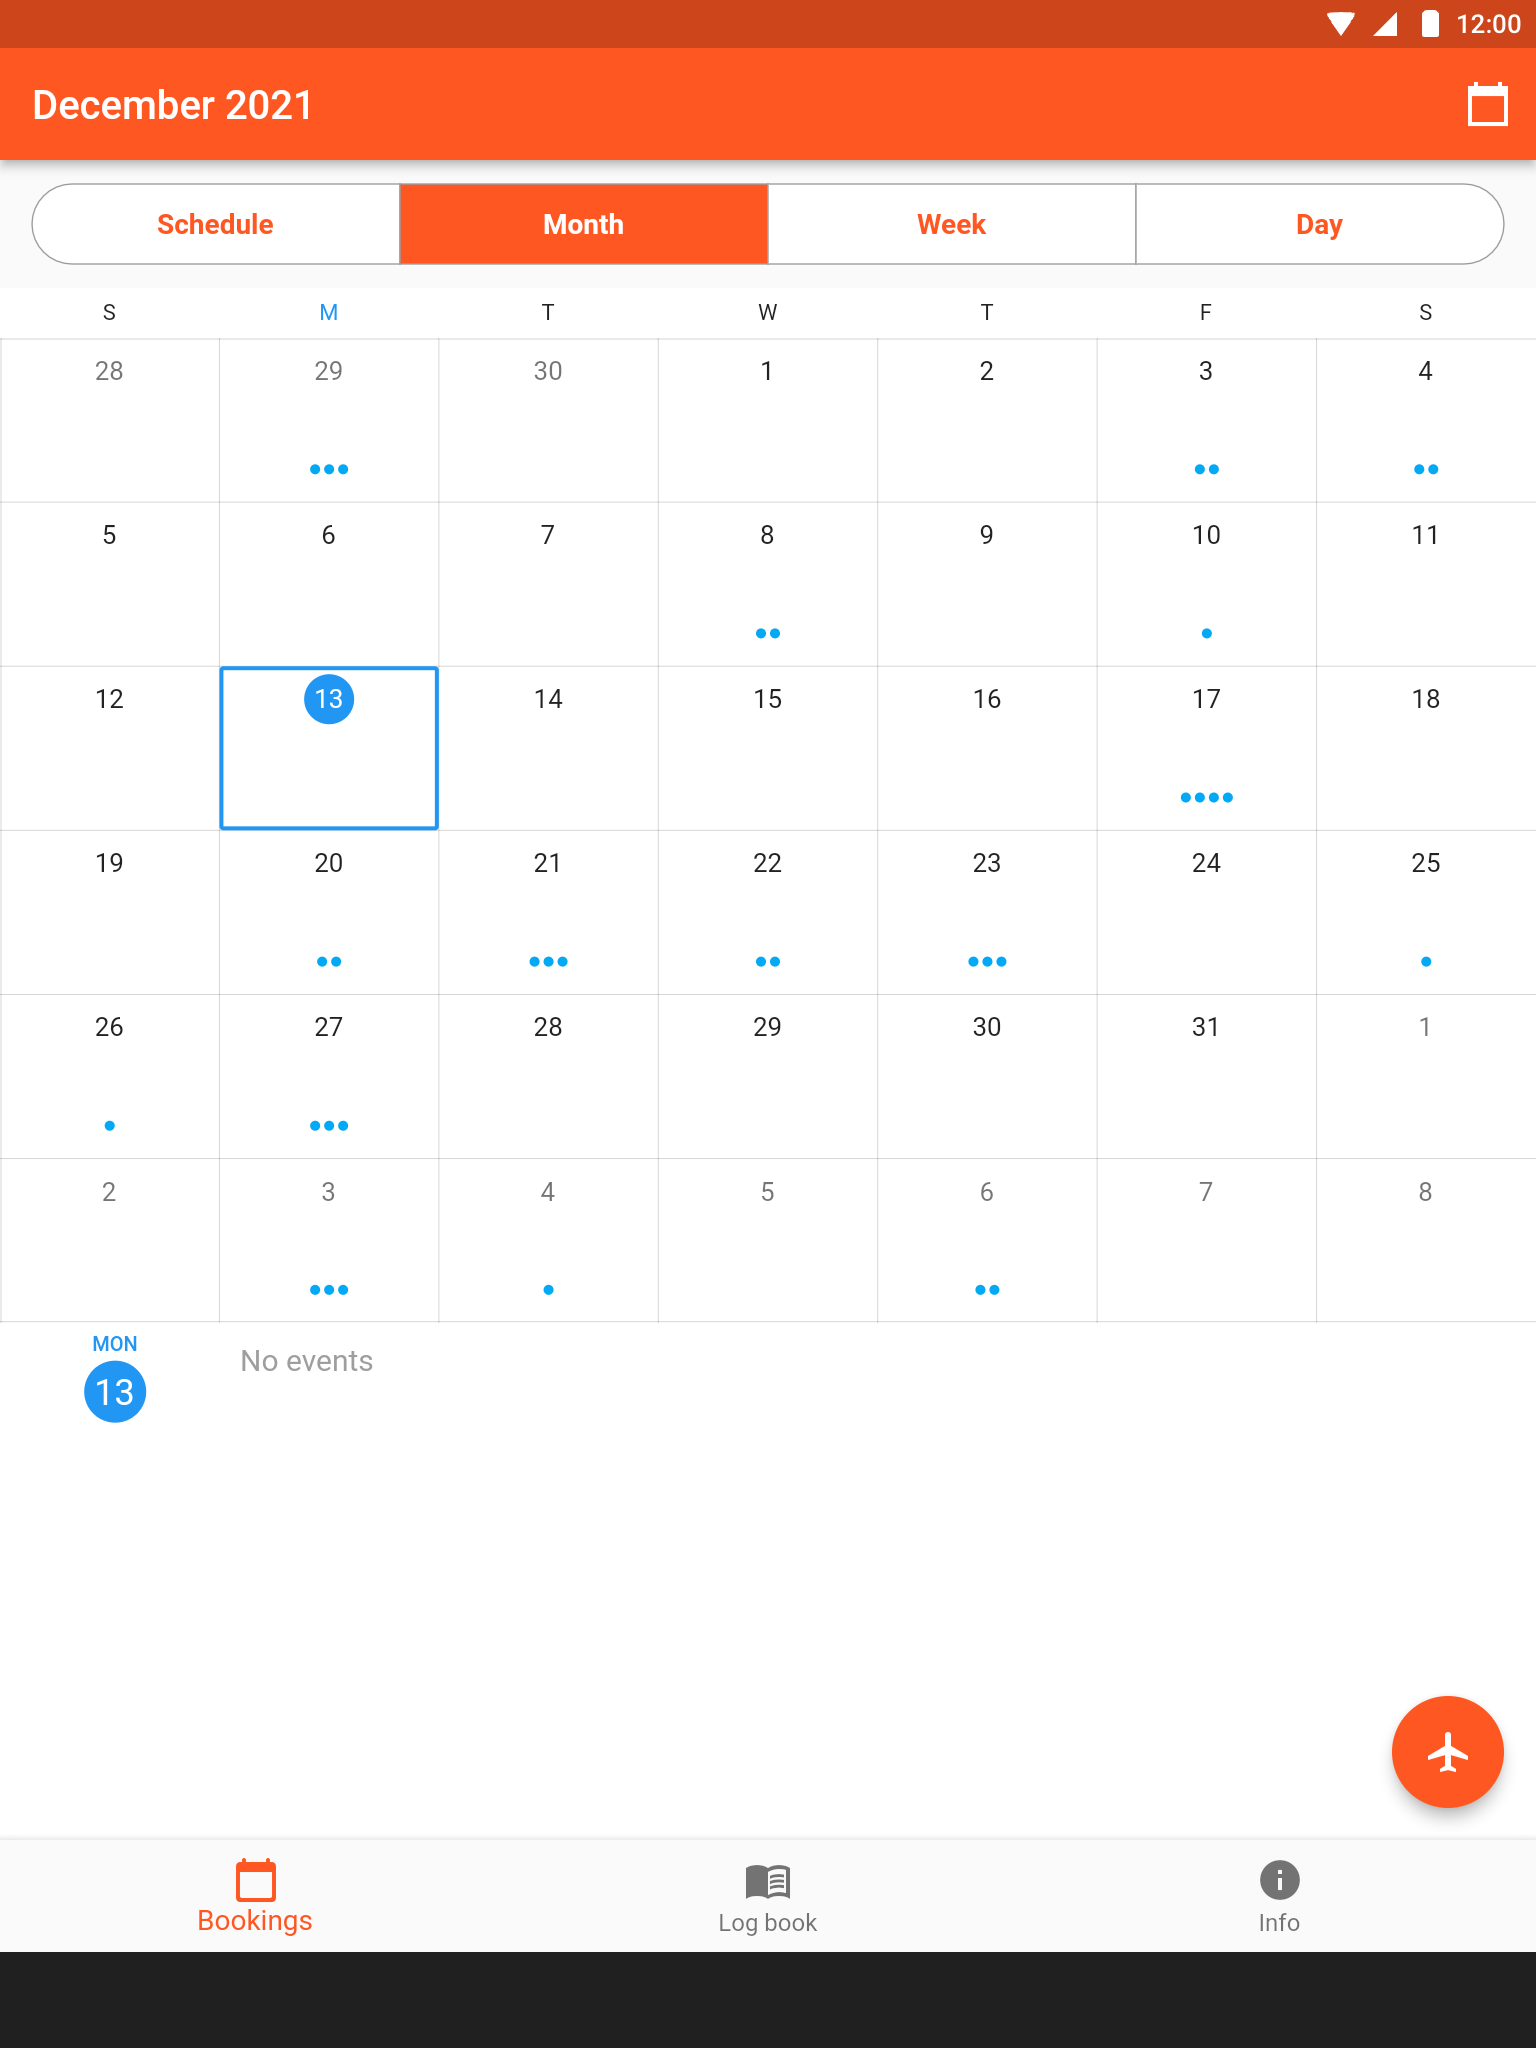 12:00
December 2021
Schedule Month Week Day
S M T W T F S
28 29 30 1 2 3 4
5 6 7 8 9 10 11
12 13 14 15 16 17 18
19 20 21 22 23 24 25
26 27 28 29 30 31 1
2 3 4 5 6 7 8
MON
No events
13
Bookings Log book Info